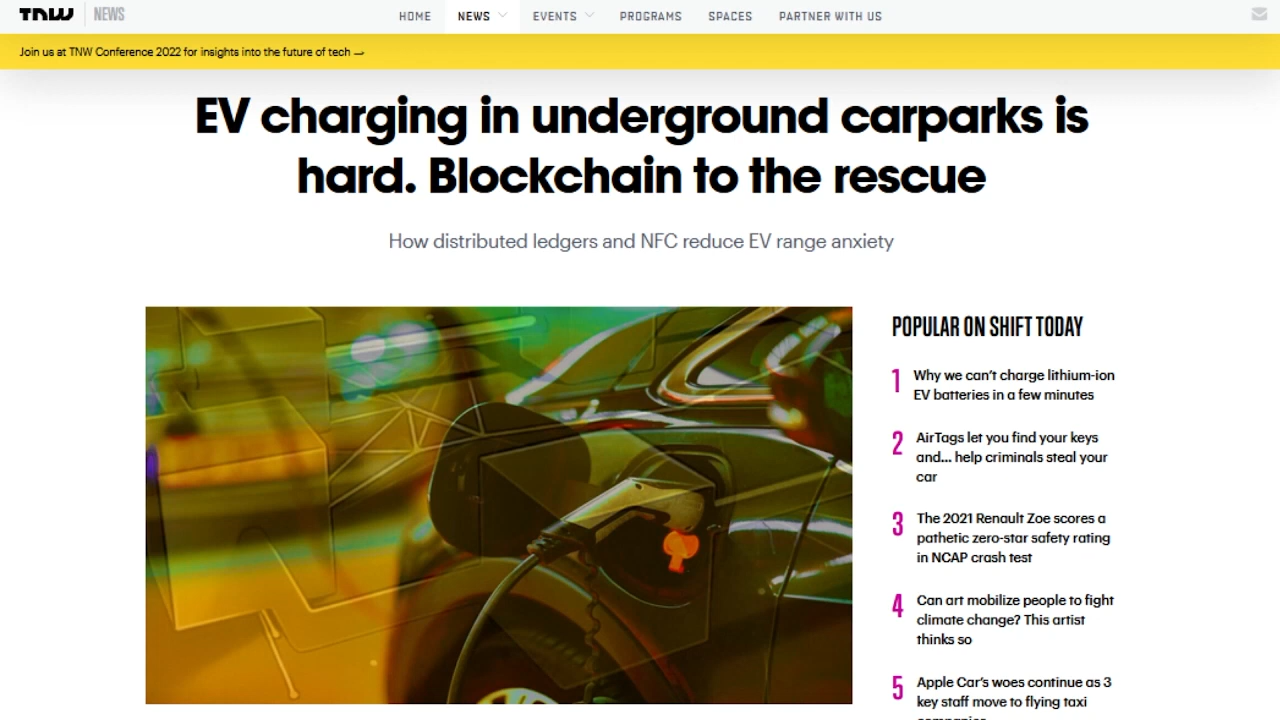 TNW NEWS
HOME NEWS EVENTS PROGRAMS SPACES PARTNER WITH US
Join us at TNW Conference 2022 for insights into the future of tech →
EV charging in underground carparks is
hard. Blockchain to the rescue
How distributed ledgers and NFC reduce EV range anxiety
POPULAR ON SHIFT TODAY
1 Why we can't charge lithium-ion
EV batteries in a few minutes
2 AirTags let you find your keys
and... help criminals steal your
car
3 The 2021 Renault Zoe scores a
pathetic zero-star safety rating
in NCAP crash test
4 Can art mobilize people to fight
climate change? This artist
thinks so
5 Apple Car's woes continue as 3
key staff move to flying taxi